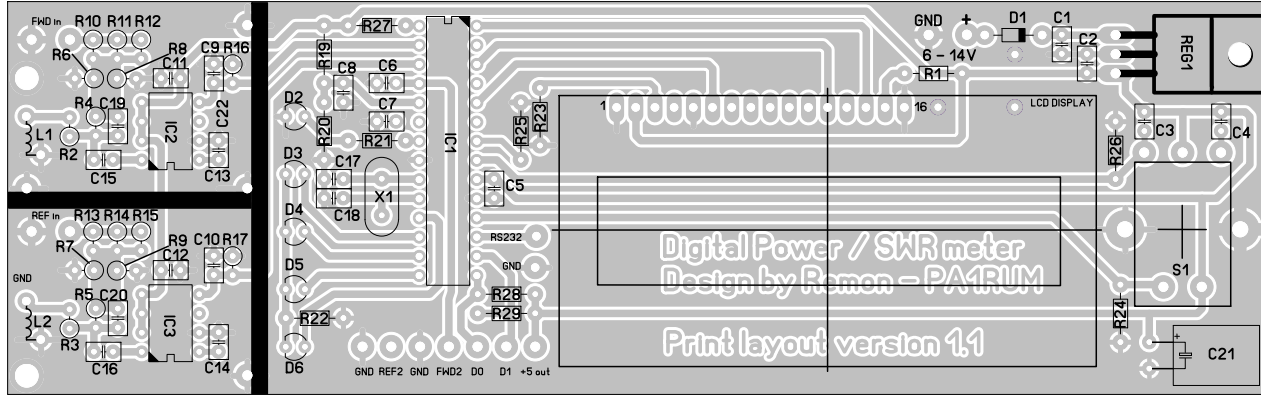 FWD in
R10 R11 R12
R6
R8
C9 R16
C11
R4 C19
L1
R2
IC2
C22
C15
C13
REF in
R13 R14 R15
R7
R9
C10 R17
C12
GND
R5 C20
L2
R3
IC3
C16
C14
R27
R19
C8
C6
D2
C7
R20
R21
D3
C17
X1
C18
D4
D5
R22
D6
IC1
R25
R23
C5
RS232
GND
R28
R29
GND REF2 GND FWD2 D0 D1 +5 out
GND
+
D1
C1
6 - 14V
C2
R1
REG1
1
16
LCD DISPLAY
C3
C4
R26
Digital Power / SWR meter
Design by Remon - PA1RUM
Print layout version 1.1
S1
R24
+
C21